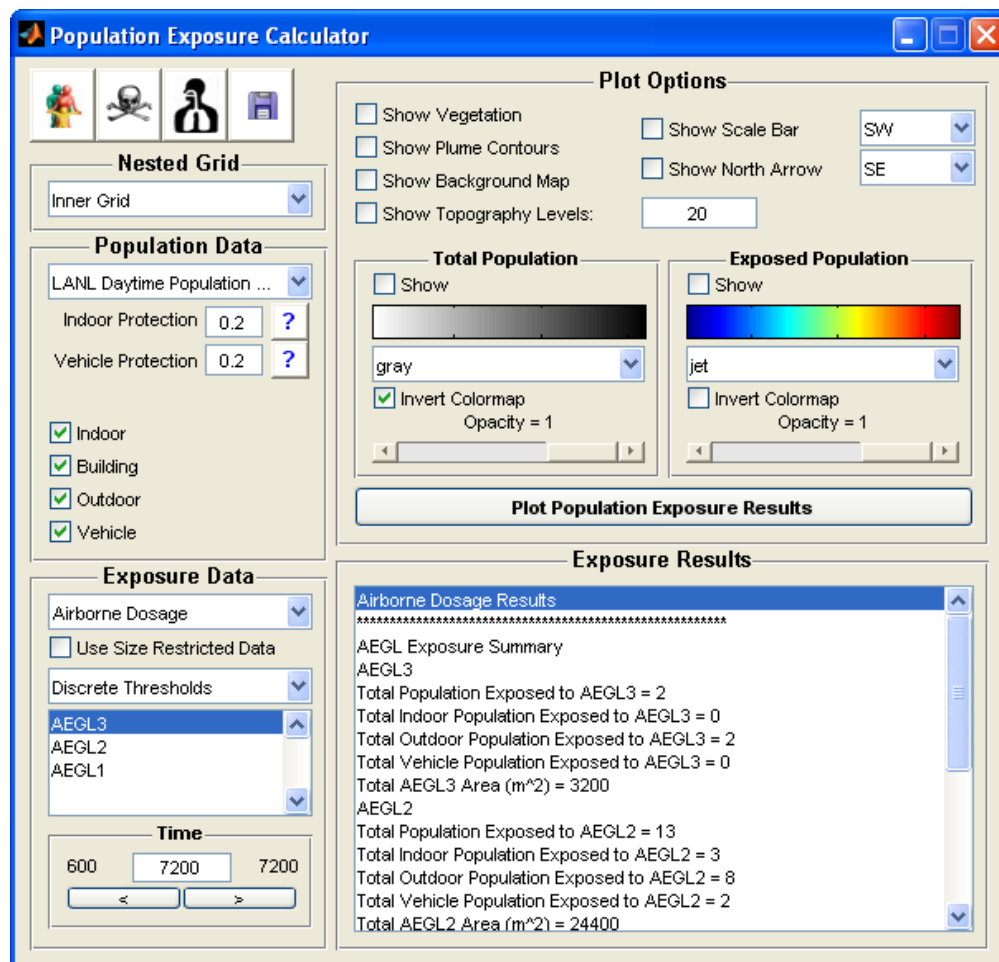 Population Exposure Calculator
Nested Grid
Inner Grid
Population Data
LANL Daytime Population ...
Indoor Protection 0.2 ?
Vehicle Protection 0.2 ?
Indoor
Building
Outdoor
Vehicle
Exposure Data
Airborne Dosage
Use Size Restricted Data
Discrete Thresholds
AEGL3
AEGL2
AEGL1
Time
600 7200 7200
< >
Plot Options
Show Vegetation
Show Plume Contours
Show Background Map
Show Topography Levels: 20
Show Scale Bar SW
Show North Arrow SE
Total Population
Show
gray
Invert Colormap
Opacity = 1
Exposed Population
Show
jet
Invert Colormap
Opacity = 1
Plot Population Exposure Results
Exposure Results
Airborne Dosage Results
**********************************************************
AEGL Exposure Summary
AEGL3
Total Population Exposed to AEGL3 = 2
Total Indoor Population Exposed to AEGL3 = 0
Total Outdoor Population Exposed to AEGL3 = 2
Total Vehicle Population Exposed to AEGL3 = 0
Total AEGL3 Area (m^2) = 3200
AEGL2
Total Population Exposed to AEGL2 = 13
Total Indoor Population Exposed to AEGL2 = 3
Total Outdoor Population Exposed to AEGL2 = 8
Total Vehicle Population Exposed to AEGL2 = 2
Total AEGL2 Area (m^2) = 24400